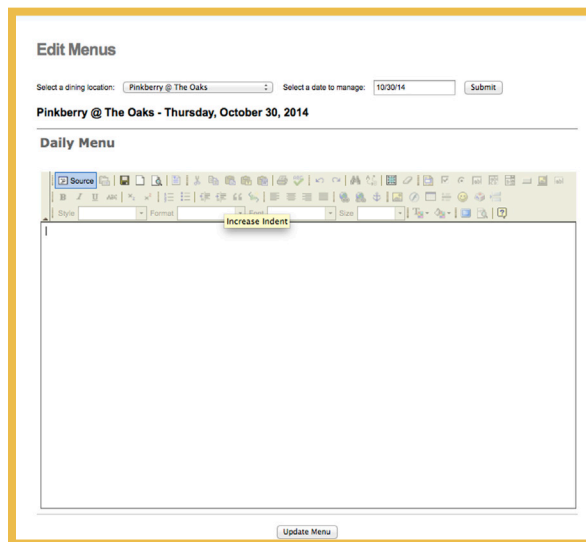 Edit Menus
Select a dining location: Pinkberry @ The Oaks Select a date to manage: 10/30/14 Submit
Pinkberry @ The Oaks - Thursday, October 30, 2014
Daily Menu
Source
B I U ABC
Style Format Font Size
Increase Indent
Update Menu